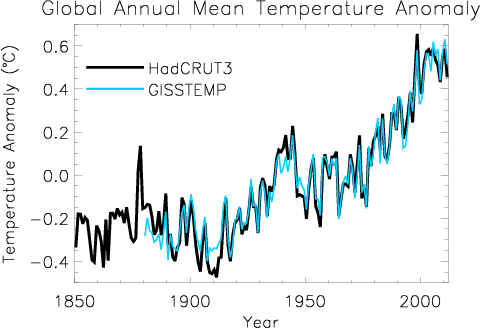 Global Annual Mean Temperature Anomaly
Temperature Anomaly (°C)
0.6
0.4
0.2
0.0
−0.2
−0.4
HadCRUT3
GISSTEMP
1850 1900 1950 2000
Year